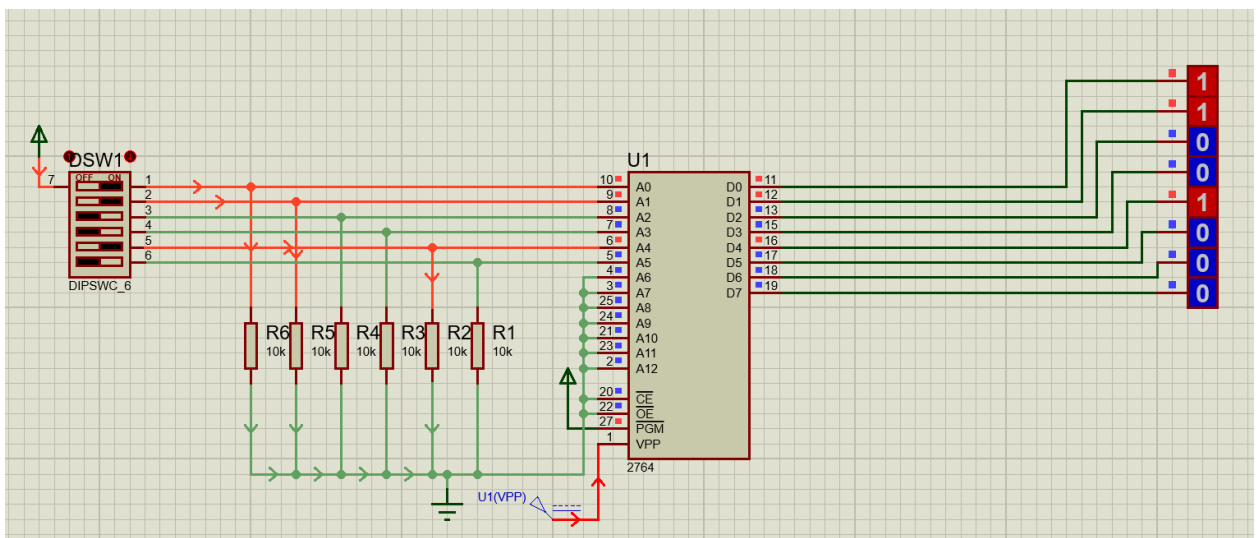 DSW1
OFF ON
7
1
2
3
4
5
6
DIPSWC_6
R6
10k
R5
10k
R4
10k
R3
10k
R2
10k
R1
10k
U1
10 A0
9 A1
8 A2
7 A3
6 A4
5 A5
4 A6
3 A7
25 A8
24 A9
21 A10
23 A11
2 A12
20 CE
22 OE
27 PGM
1 VPP
D0 11
D1 12
D2 13
D3 15
D4 16
D5 17
D6 18
D7 19
2764
U1(VPP)
1
1
0
0
1
0
0
0